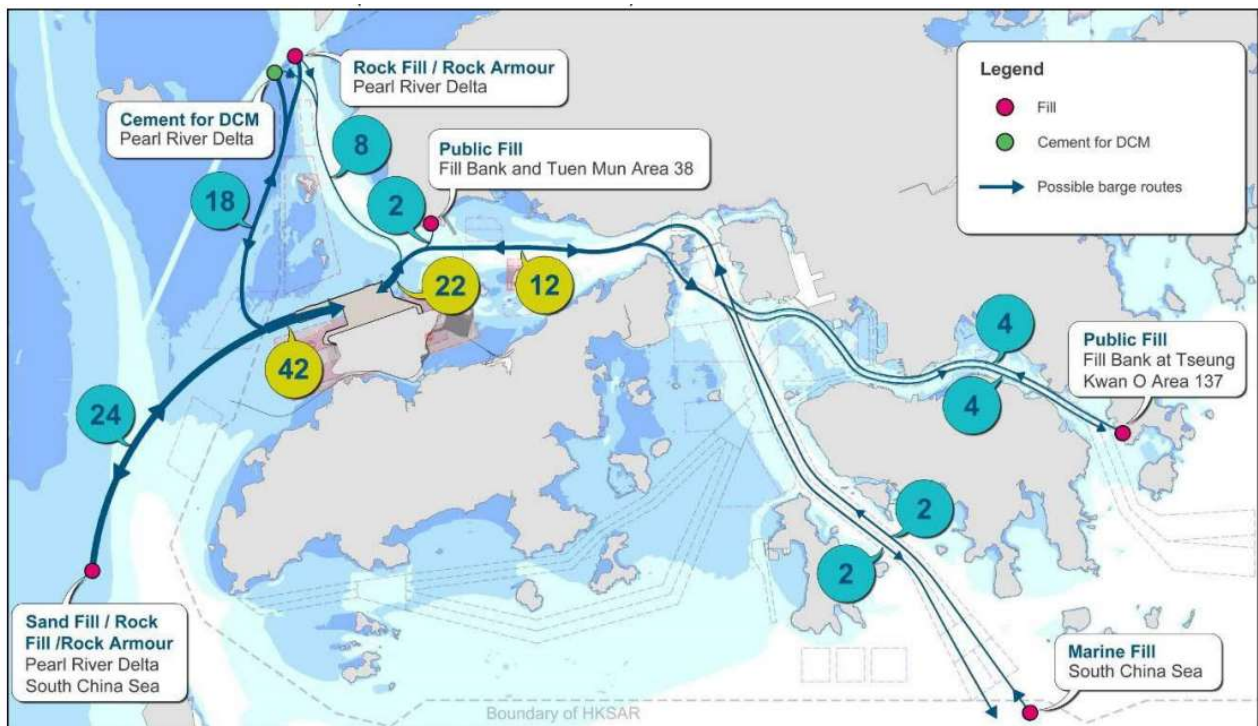 Rock Fill / Rock Armour
Pearl River Delta
Cement for DCM
Pearl River Delta
8
Public Fill
Fill Bank and Tuen Mun Area 38
18
2
22
12
42
24
4
4
Public Fill
Fill Bank at Tseung
Kwan O Area 137
2
2
Sand Fill / Rock
Fill /Rock Armour
Pearl River Delta
South China Sea
Marine Fill
South China Sea
Boundary of HKSAR
Legend
Fill
Cement for DCM
Possible barge routes